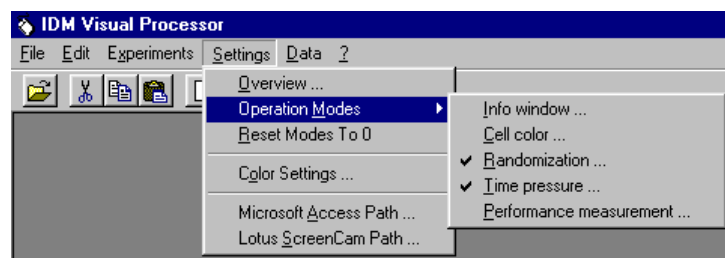 IDM Visual Processor
File Edit Experiments Settings Data ?
Overview ...
Operation Modes
Reset Modes To 0
Color Settings ...
Microsoft Access Path ...
Lotus ScreenCam Path ...
Info window ...
Cell color ...
Randomization ...
Time pressure ...
Performance measurement ...